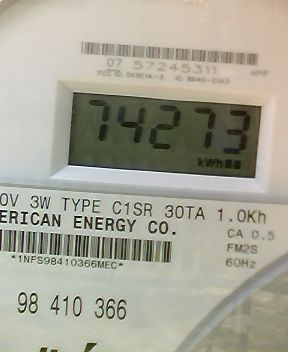 07 57245311
74273
kWh
0V 3W TYPE C1SR 30TA 1.0Kh
ERICAN ENERGY CO.
CA 0.5
FM2S
*1NFS98410366MEC*
60Hz
98 410 366